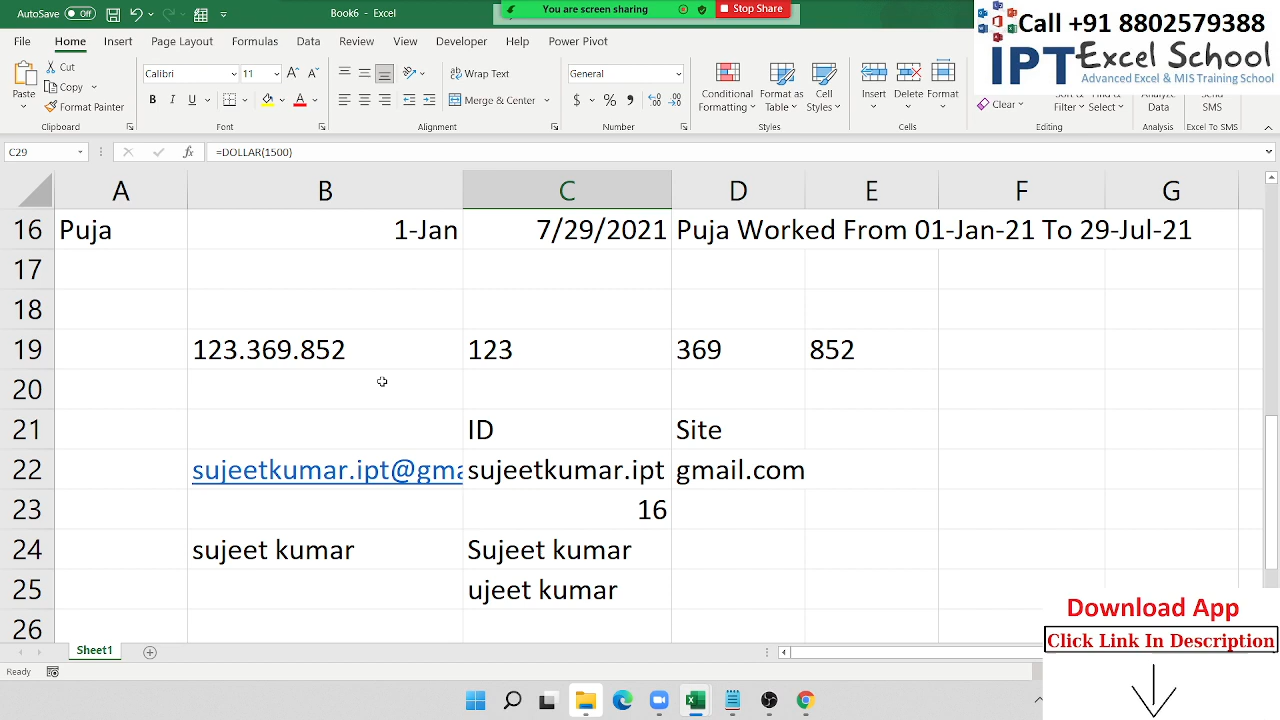 AutoSave Off
Book6 - Excel
You are screen sharing
Stop Share
Call +91 8802579388
IPT Excel School
Advanced Excel & MIS Training School
File Home Insert Page Layout Formulas Data Review View Developer Help Power Pivot
Paste
Cut
Copy
Format Painter
Clipboard
Calibri 11
B I U
Font
Wrap Text
Merge & Center
Alignment
General
$ % ,
Number
Conditional Formatting
Format as Table
Cell Styles
Styles
Insert Delete Format
Cells
Clear
Filter Select
Editing
Data
Analysis
SMS
Excel To SMS
C29 fx =DOLLAR(1500)
A B C D E F G
16 Puja 1-Jan 7/29/2021 Puja Worked From 01-Jan-21 To 29-Jul-21
17
18
19 123.369.852 123 369 852
20
21 ID Site
22 sujeetkumar.ipt@gma sujeetkumar.ipt gmail.com
23 16
24 sujeet kumar Sujeet kumar
25 ujeet kumar
26
Sheet1
Ready
Download App
Click Link In Description